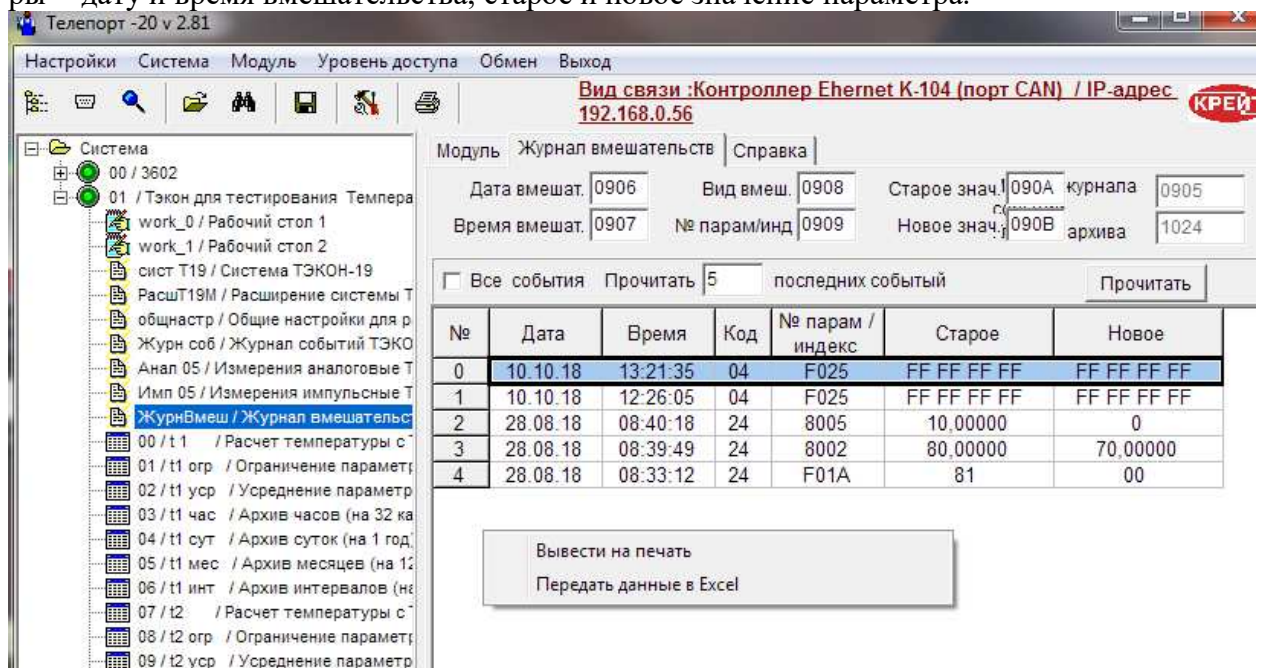 ры – дату и время вмешательства, старое и новое значение параметра.
Телепорт -20 v 2.81
Настройки Система Модуль Уровень доступа Обмен Выход
Вид связи :Контроллер Ehernet К-104 (порт CAN) / IP-адрес
192.168.0.56
КРЕЙТ
Система
00 / 3602
01 / Тэкон для тестирования Темпера
work_0 / Рабочий стол 1
work_1 / Рабочий стол 2
сист Т19 / Система ТЭКОН-19
РасшТ19М / Расширение системы Т
общнастр / Общие настройки для р
Журн соб / Журнал событий ТЭКО
Анал 05 / Измерения аналоговые Т
Имп 05 / Измерения импульсные Т
ЖурнВмеш / Журнал вмешательст
00 / t 1 / Расчет температуры с
01 / t1 огр / Ограничение параметр
02 / t1 уср / Усреднение параметр
03 / t1 час / Архив часов (на 32 ка
04 / t1 сут / Архив суток (на 1 год
05 / t1 мес / Архив месяцев (на 12
06 / t1 инт / Архив интервалов (на
07 / t2 / Расчет температуры с
08 / t2 огр / Ограничение параметр
09 / t2 уср / Усреднение параметр
Модуль Журнал вмешательств Справка
Дата вмешат. 0906 Вид вмеш. 0908 Старое знач. 090A журнала 0905
Время вмешат. 0907 № парам/инд 0909 Новое знач. 090B архива 1024
Все события Прочитать 5 последних событый Прочитать
№ Дата Время Код № парам / индекс Старое Новое
0 10.10.18 13:21:35 04 F025 FF FF FF FF FF FF FF FF
1 10.10.18 12:26:05 04 F025 FF FF FF FF FF FF FF FF
2 28.08.18 08:40:18 24 8005 10,00000 0
3 28.08.18 08:39:49 24 8002 80,00000 70,00000
4 28.08.18 08:33:12 24 F01A 81 00
Вывести на печать
Передать данные в Excel